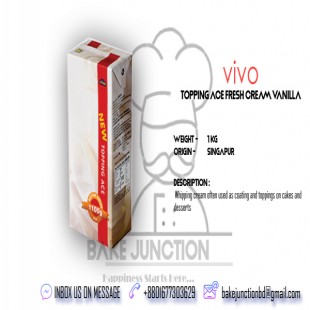 vivo
TOPPING ACE FRESH CREAM VANILLA
WEIGHT - 1 KG
ORIGIN - SINGAPUR
DESCRIPTION :
Whipping cream often used as coating and toppings on cakes and
desserts
NEW TOPPING ACE
BAKE JUNCTION
Happiness Starts Here...
INBOX US ON MESSAGE +8801677303629 bakejunctionbd@gmail.com